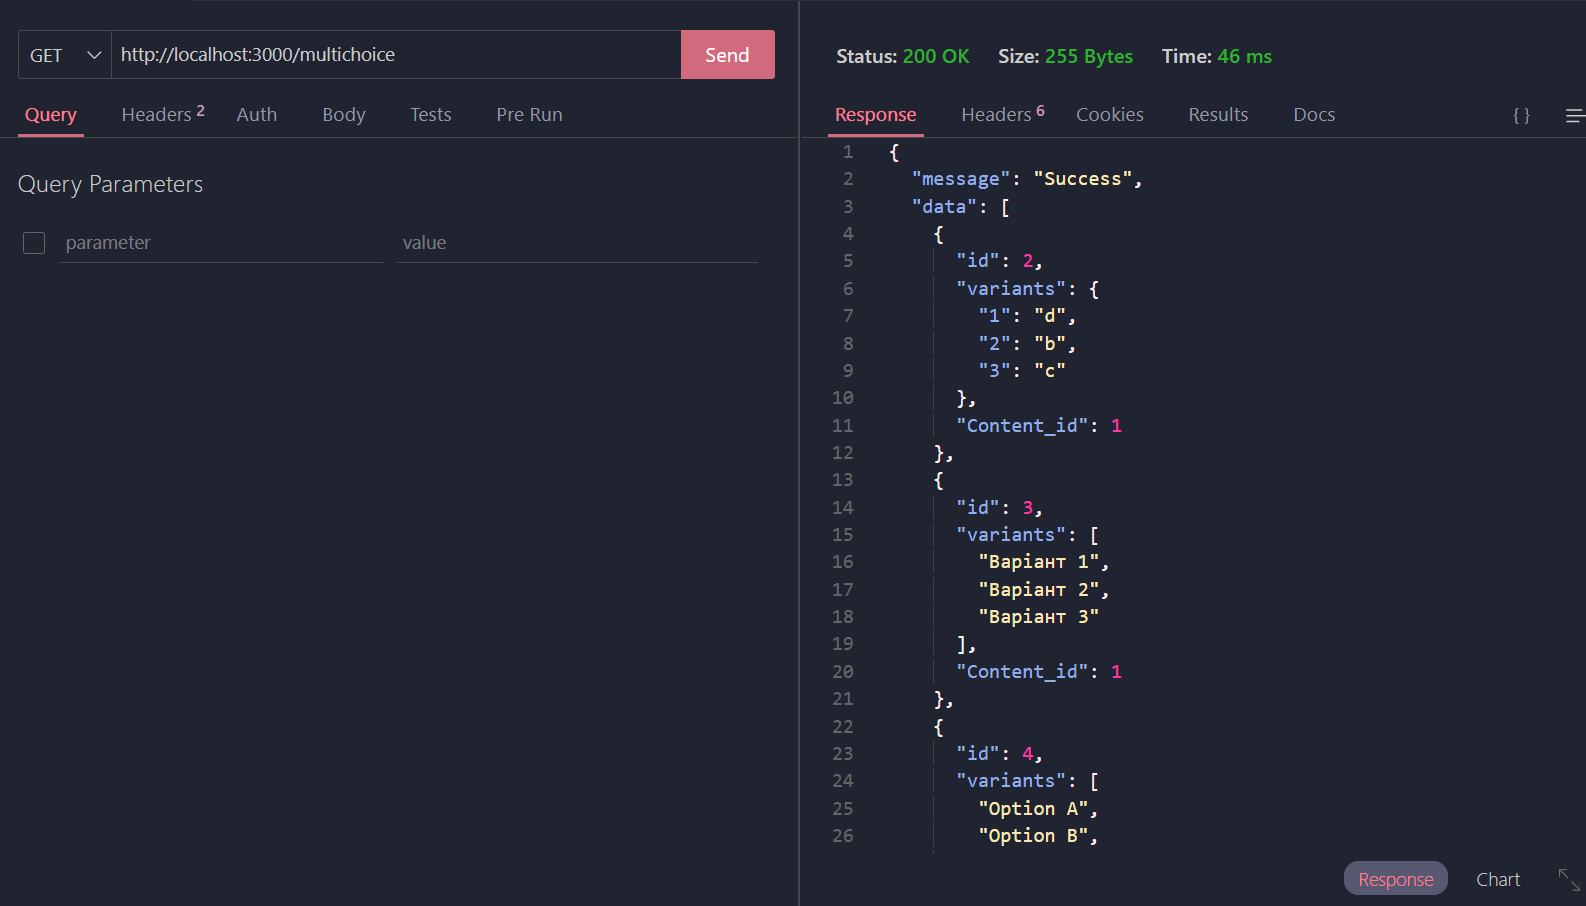 GET http://localhost:3000/multichoice Send
Query Headers 2 Auth Body Tests Pre Run
Query Parameters
parameter value
Status: 200 OK Size: 255 Bytes Time: 46 ms
Response Headers 6 Cookies Results Docs { }
1 {
2 "message": "Success",
3 "data": [
4 {
5 "id": 2,
6 "variants": {
7 "1": "d",
8 "2": "b",
9 "3": "c"
10 },
11 "Content_id": 1
12 },
13 {
14 "id": 3,
15 "variants": [
16 "Варіант 1",
17 "Варіант 2",
18 "Варіант 3"
19 ],
20 "Content_id": 1
21 },
22 {
23 "id": 4,
24 "variants": [
25 "Option A",
26 "Option B",
Response Chart